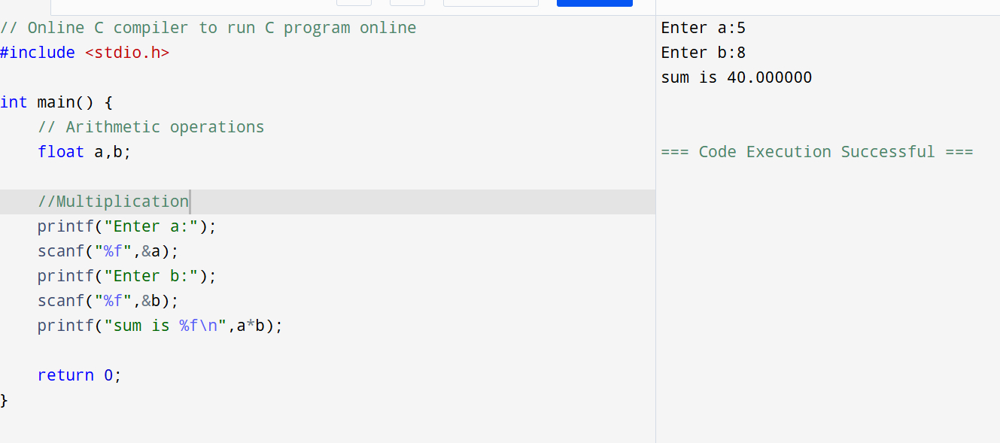 // Online C compiler to run C program online
#include <stdio.h>
int main() {
    // Arithmetic operations
    float a,b;
    //Multiplication
    printf("Enter a:");
    scanf("%f",&a);
    printf("Enter b:");
    scanf("%f",&b);
    printf("sum is %f\n",a*b);
    return 0;
}
Enter a:5
Enter b:8
sum is 40.000000
=== Code Execution Successful ===